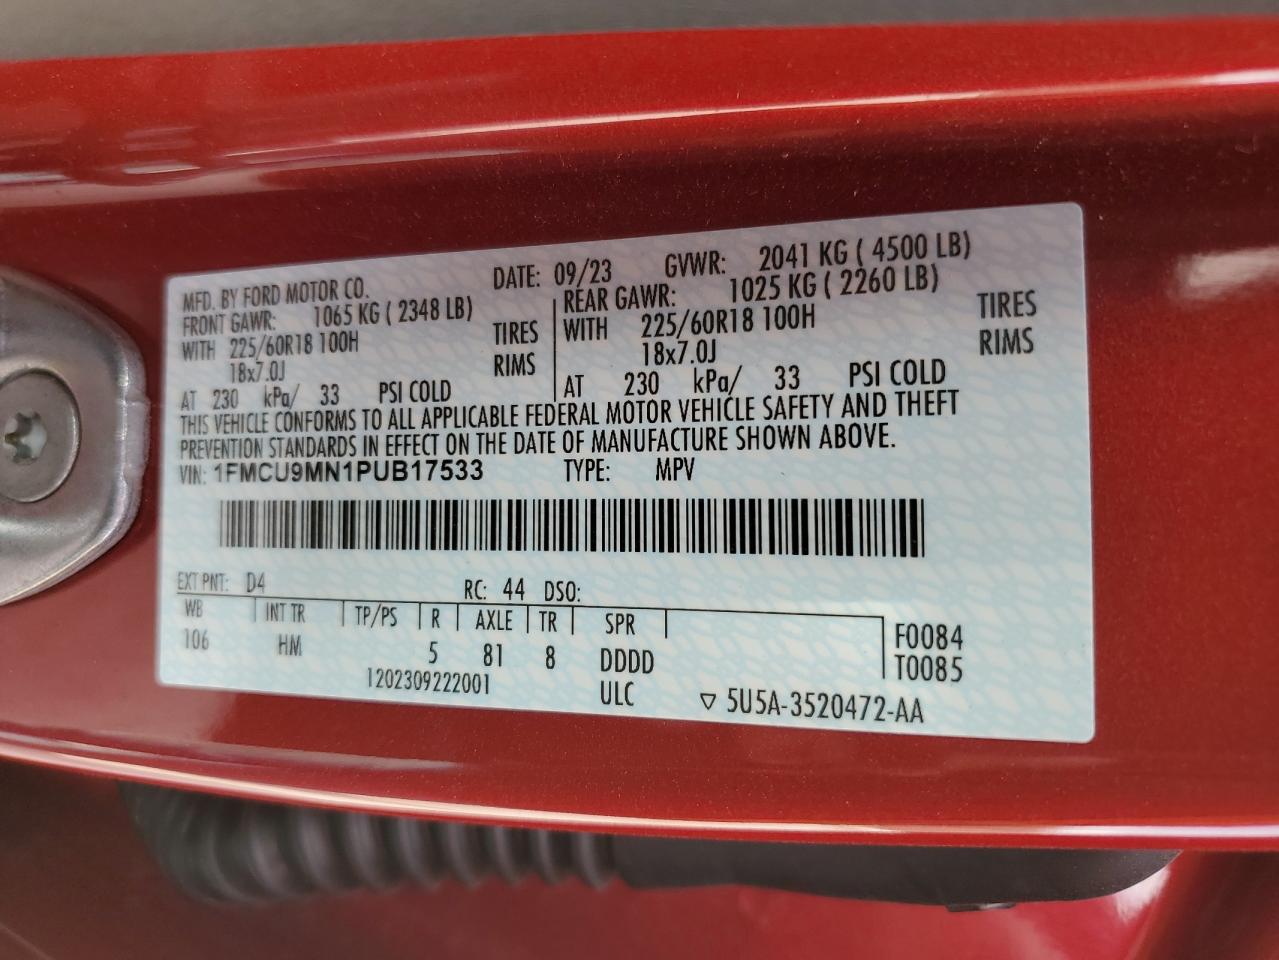 MFD. BY FORD MOTOR CO. DATE: 09/23 GVWR: 2041 KG ( 4500 LB)
FRONT GAWR: 1065 KG ( 2348 LB) REAR GAWR: 1025 KG ( 2260 LB)
WITH 225/60R18 100H TIRES WITH 225/60R18 100H TIRES
18x7.0J RIMS 18x7.0J RIMS
AT 230 kPa/ 33 PSI COLD AT 230 kPa/ 33 PSI COLD
THIS VEHICLE CONFORMS TO ALL APPLICABLE FEDERAL MOTOR VEHICLE SAFETY AND THEFT
PREVENTION STANDARDS IN EFFECT ON THE DATE OF MANUFACTURE SHOWN ABOVE.
VIN: 1FMCU9MN1PUB17533 TYPE: MPV
EXT PNT: D4 RC: 44 DSO:
WB INT TR TP/PS R AXLE TR SPR F0084
106 HM 5 81 8 DDDD T0085
1202309222001 ULC ▽ 5U5A-3520472-AA